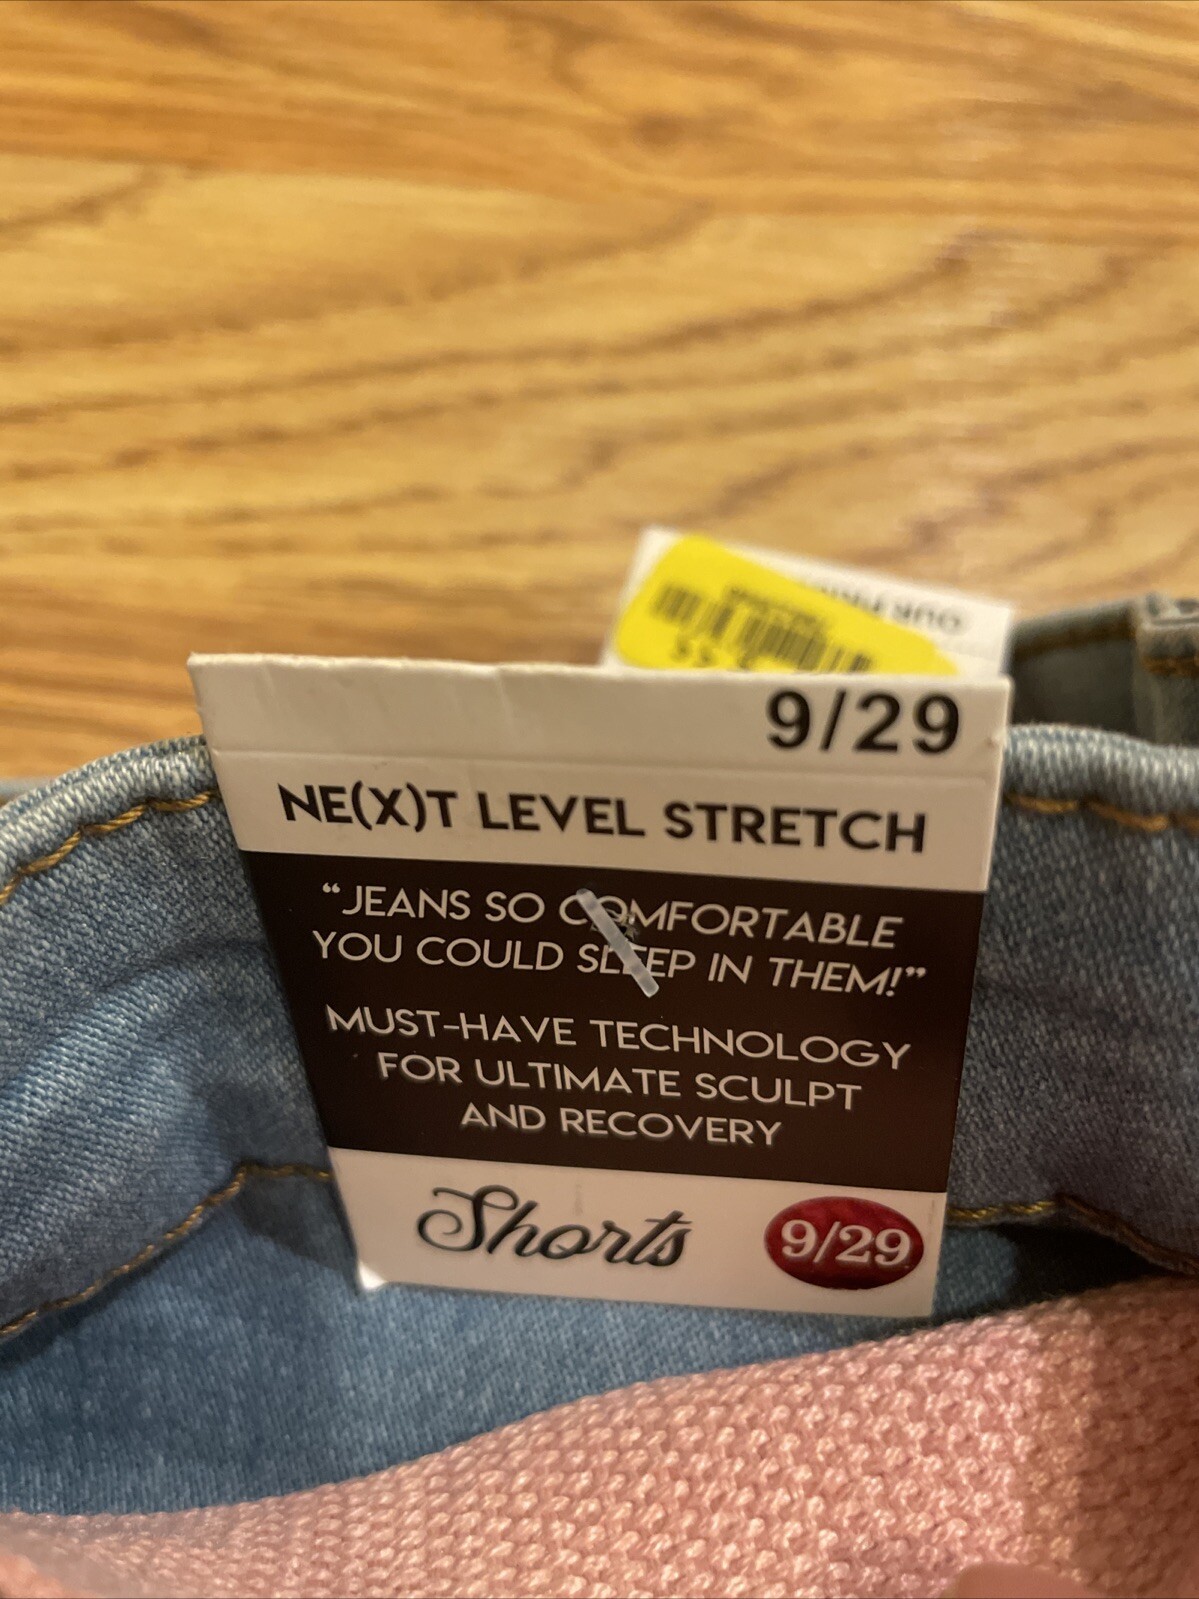 9/29
NE(X)T LEVEL STRETCH
“JEANS SO COMFORTABLE
YOU COULD SLEEP IN THEM!”
MUST-HAVE TECHNOLOGY
FOR ULTIMATE SCULPT
AND RECOVERY
Shorts 9/29
OUR